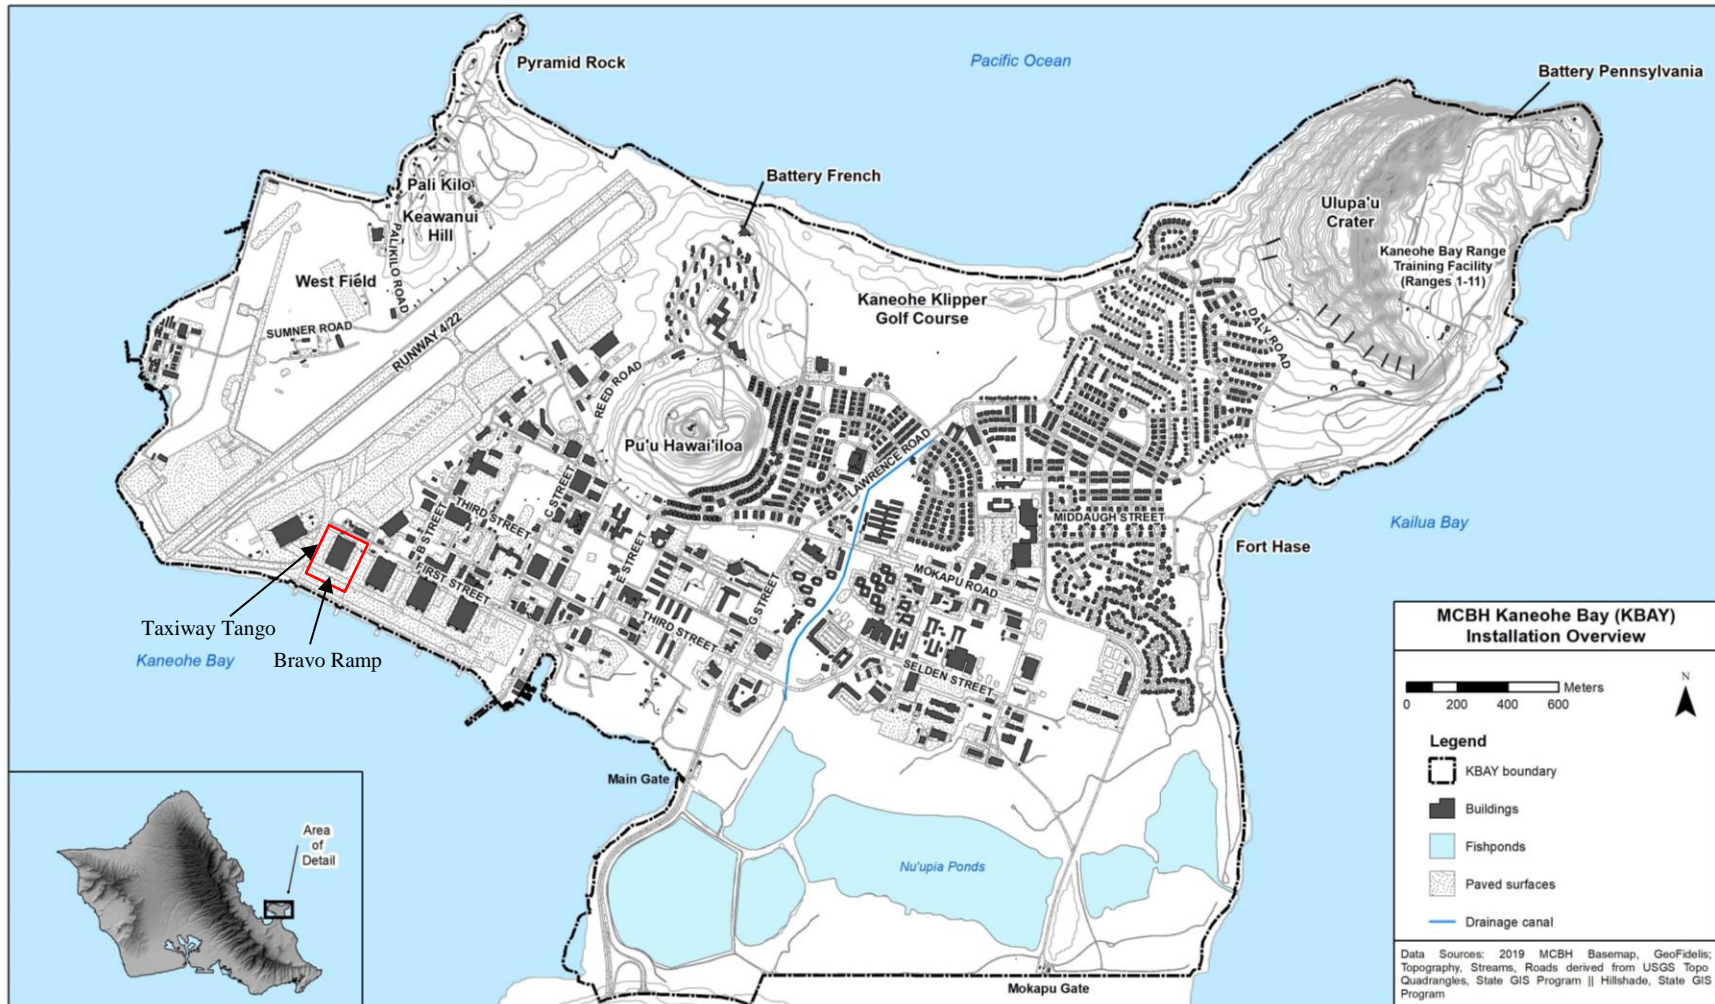 Pyramid Rock
Pacific Ocean
Battery Pennsylvania
Battery French
Pali Kilo
Keawanui
Hill
PALIKILO ROAD
West Field
SUMNER ROAD
RUNWAY 4/22
Ulupa'u
Crater
Kaneohe Bay Range
Training Facility
(Ranges 1-11)
Kaneohe Klipper
Golf Course
DALY ROAD
REED ROAD
Pu'u Hawai'iloa
LAWRENCE ROAD
C STREET
THIRD STREET
B STREET
FIRST STREET
E STREET
MIDDAUGH STREET
Kailua Bay
Fort Hase
MOKAPU ROAD
G STREET
THIRD STREET
SELDEN STREET
Taxiway Tango
Bravo Ramp
Kaneohe Bay
Main Gate
Nu'upia Ponds
Mokapu Gate
Area
of
Detail
MCBH Kaneohe Bay (KBAY)
Installation Overview
Meters
0 200 400 600
N
Legend
KBAY boundary
Buildings
Fishponds
Paved surfaces
Drainage canal
Data Sources: 2019 MCBH Basemap, GeoFidelis;
Topography, Streams, Roads derived from USGS Topo
Quadrangles, State GIS Program || Hillshade, State GIS
Program